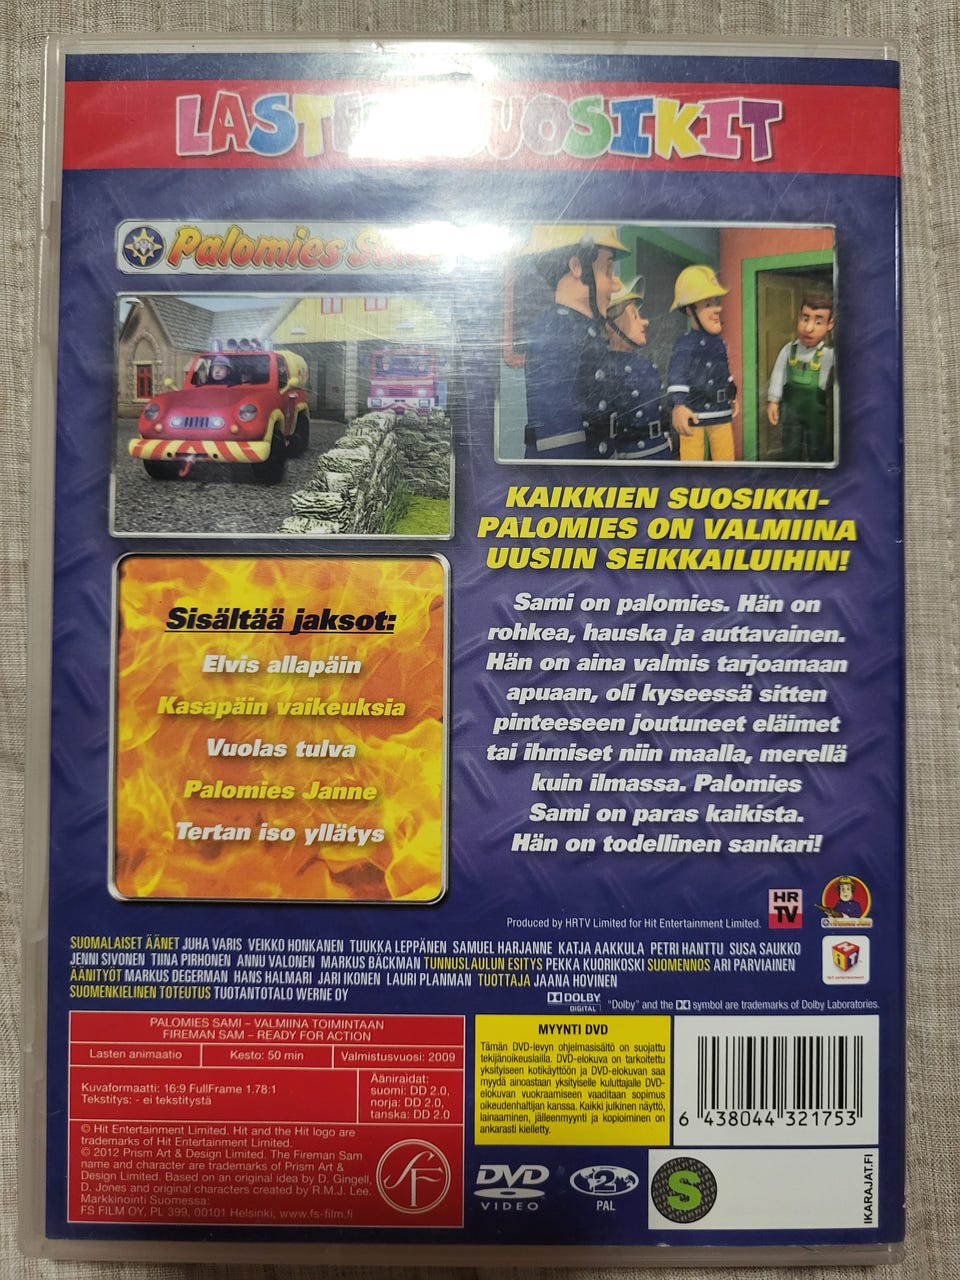 LASTE UOSIKIT
Palomies
KAIKKIEN SUOSIKKI-
PALOMIES ON VALMIINA
UUSIIN SEIKKAILUIHIN!
Sami on palomies. Hän on
rohkea, hauska ja auttavainen.
Hän on aina valmis tarjoamaan
apuaan, oli kyseessä sitten
pinteeseen joutuneet eläimet
tai ihmiset niin maalla, merellä
kuin ilmassa. Palomies
Sami on paras kaikista.
Hän on todellinen sankari!
Sisältää jaksot:
Elvis allapäin
Kasapäin vaikeuksia
Vuolas tulva
Palomies Janne
Tertan iso yllätys
HR
TV
Produced by HRTV Limited for Hit Entertainment Limited.
SUOMALAISET ÄÄNET JUHA VARIS VEIKKO HONKANEN TUUKKA LEPPÄNEN SAMUEL HARJANNE KATJA AAKKULA PETRI HANTTU SUSA SAUKKO
JENNI SIVONEN TIINA PIRHONEN ANNU VALONEN MARKUS BÄCKMAN TUNNUSLAULUN ESITYS PEKKA KUORIKOSKI SUOMENNOS ARI PARVIAINEN
ÄÄNITYÖT MARKUS DEGERMAN HANS HALMARI JARI IKONEN LAURI PLANMAN TUOTTAJA JAANA HOVINEN
SUOMENKIELINEN TOTEUTUS TUOTANTOTALO WERNE OY
DOLBY
DIGITAL
"Dolby" and the symbol are trademarks of Dolby Laboratories.
PALOMIES SAMI – VALMIINA TOIMINTAAN
FIREMAN SAM – READY FOR ACTION
Lasten animaatio
Kesto: 50 min
Valmistusvuosi: 2009
Kuvaformaatti: 16:9 FullFrame 1.78:1
Tekstitys: - ei tekstitystä
Ääniraidat:
suomi: DD 2.0,
norja: DD 2.0,
tanska: DD 2.0
© Hit Entertainment Limited. Hit and the Hit logo are
trademarks of Hit Entertainment Limited.
© 2012 Prism Art & Design Limited. The Fireman Sam
name and character are trademarks of Prism Art &
Design Limited. Based on an original idea by D. Gingell,
D. Jones and original characters created by R.M.J. Lee.
Markkinointi Suomessa:
FS FILM OY, PL 399, 00101 Helsinki; www.fs-film.fi
SF
MYYNTI DVD
Tämän DVD-levyn ohjelmasisältö on suojattu
tekijänoikeuslailla. DVD-elokuva on tarkoitettu
yksityiseen kotikäyttöön ja DVD-elokuvan saa
myydä ainoastaan yksityiselle kuluttajalle DVD-
elokuvan vuokraamiseen vaaditaan sopimus
oikeudenhaltijan kanssa. Kaikki julkinen näyttö,
lainaaminen, jälleenmyynti ja kopioiminen on
ankarasti kielletty.
6 438044 321753
DVD
VIDEO
2
PAL
S
IKARAJAT.FI